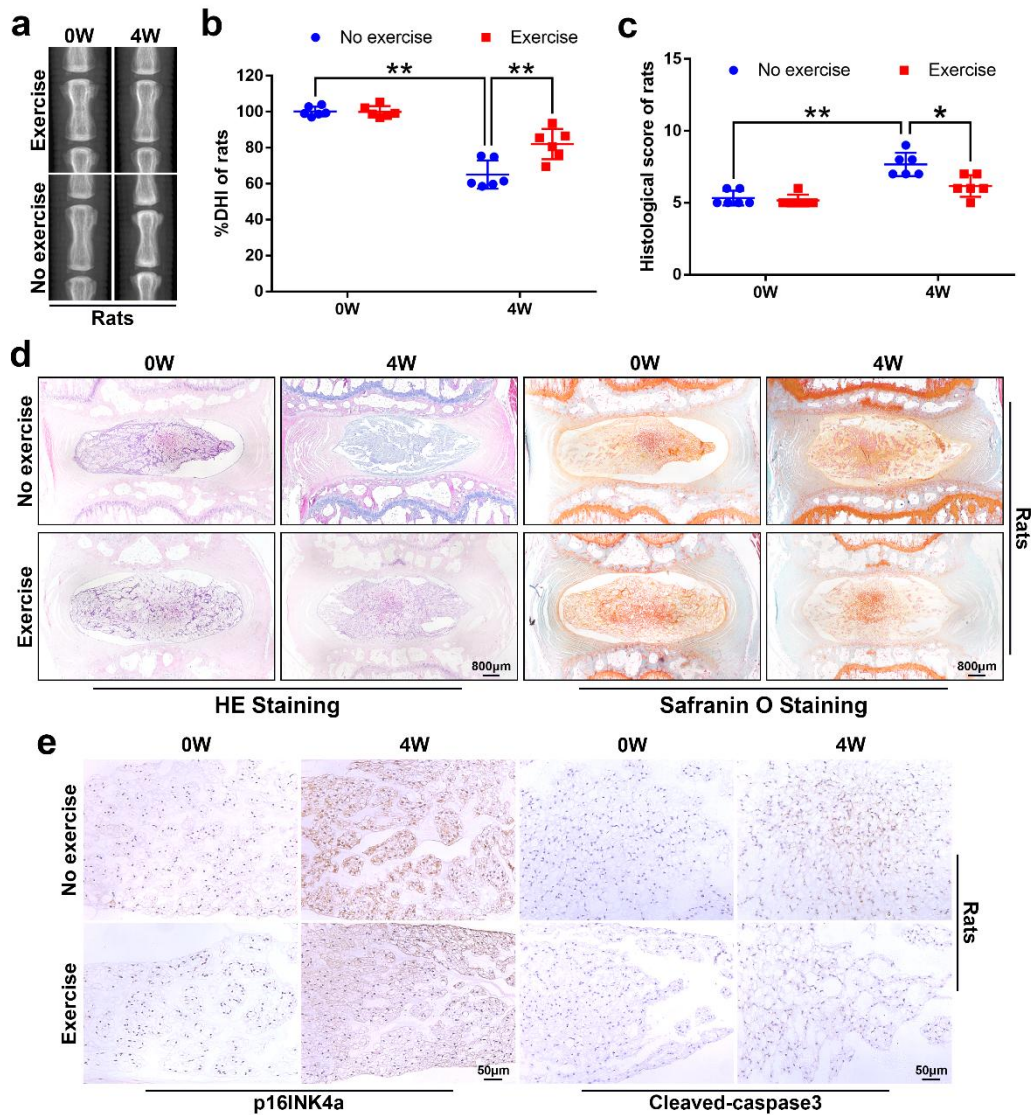 a
0W 4W
Exercise
No exercise
Rats
b
No exercise Exercise
** **
%DHI of rats
120
100
80
60
40
20
0
0W 4W
c
No exercise Exercise
** *
Histological score of rats
15
10
5
0
0W 4W
d
0W 4W 0W 4W
No exercise
Exercise
Rats
800μm 800μm
HE Staining Safranin O Staining
e
0W 4W 0W 4W
No exercise
Exercise
Rats
50μm 50μm
p16INK4a Cleaved-caspase3